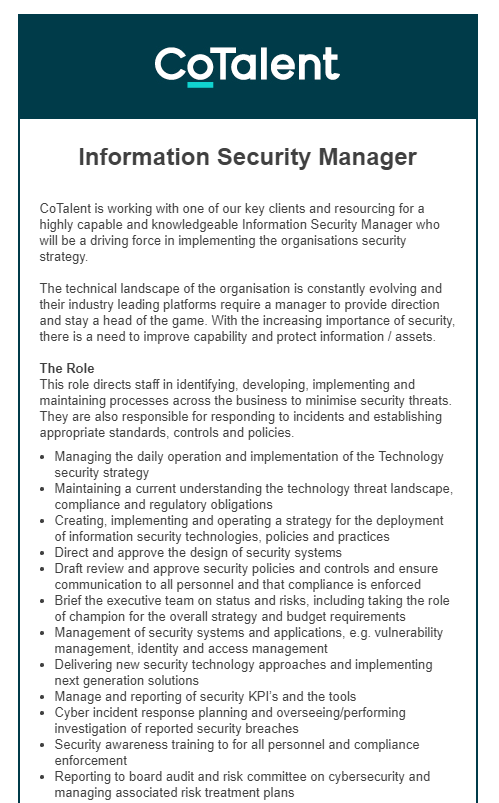 CoTalent
Information Security Manager
CoTalent is working with one of our key clients and resourcing for a
highly capable and knowledgeable Information Security Manager who
will be a driving force in implementing the organisations security
strategy.
The technical landscape of the organisation is constantly evolving and
their industry leading platforms require a manager to provide direction
and stay a head of the game. With the increasing importance of security,
there is a need to improve capability and protect information / assets.
The Role
This role directs staff in identifying, developing, implementing and
maintaining processes across the business to minimise security threats.
They are also responsible for responding to incidents and establishing
appropriate standards, controls and policies.
• Managing the daily operation and implementation of the Technology
security strategy
• Maintaining a current understanding the technology threat landscape,
compliance and regulatory obligations
• Creating, implementing and operating a strategy for the deployment
of information security technologies, policies and practices
• Direct and approve the design of security systems
• Draft review and approve security policies and controls and ensure
communication to all personnel and that compliance is enforced
• Brief the executive team on status and risks, including taking the role
of champion for the overall strategy and budget requirements
• Management of security systems and applications, e.g. vulnerability
management, identity and access management
• Delivering new security technology approaches and implementing
next generation solutions
• Manage and reporting of security KPI's and the tools
• Cyber incident response planning and overseeing/performing
investigation of reported security breaches
• Security awareness training to for all personnel and compliance
enforcement
• Reporting to board audit and risk committee on cybersecurity and
managing associated risk treatment plans